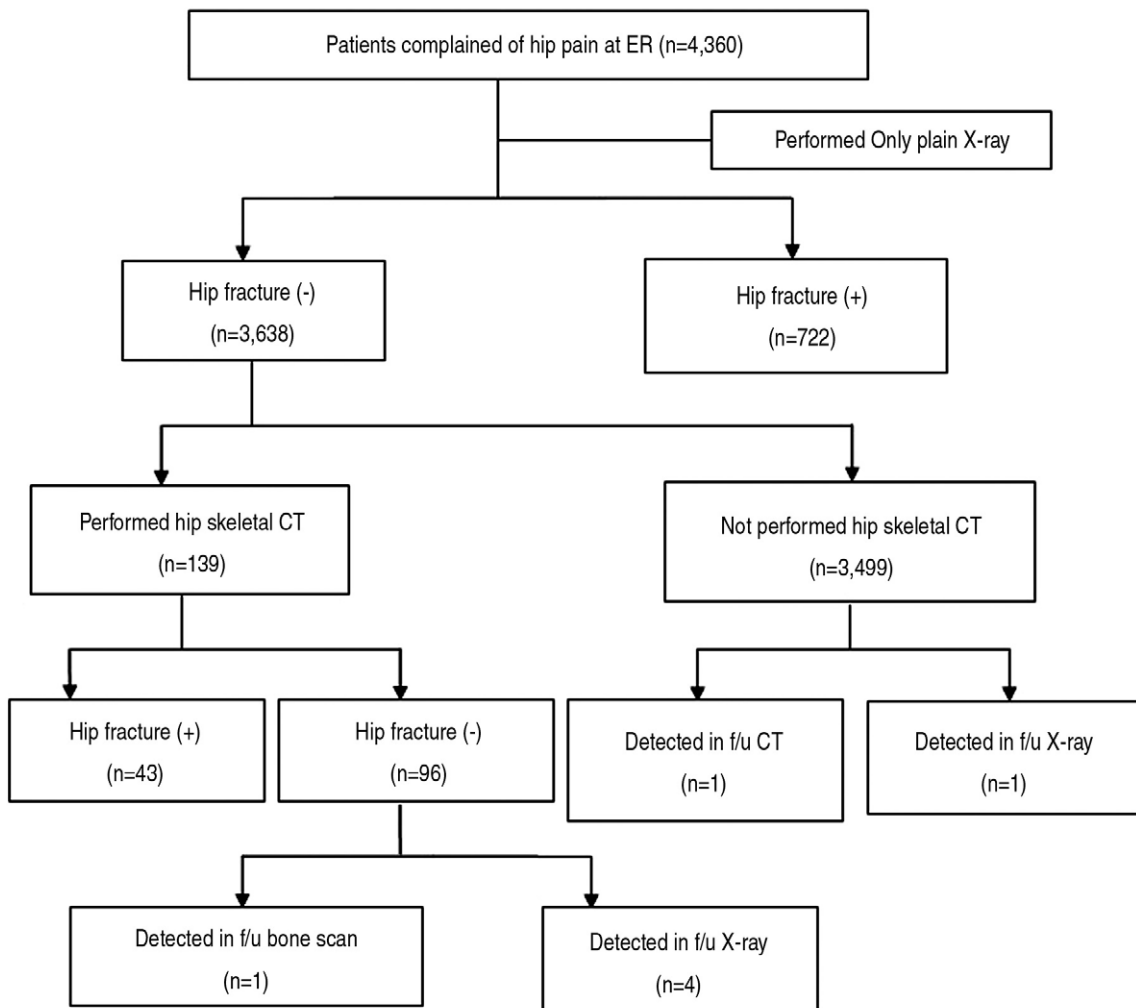 Patients complained of hip pain at ER (n=4,360)
Performed Only plain X-ray
Hip fracture (-)
(n=3,638)
Hip fracture (+)
(n=722)
Performed hip skeletal CT
(n=139)
Not performed hip skeletal CT
(n=3,499)
Hip fracture (+)
(n=43)
Hip fracture (-)
(n=96)
Detected in f/u CT
(n=1)
Detected in f/u X-ray
(n=1)
Detected in f/u bone scan
(n=1)
Detected in f/u X-ray
(n=4)